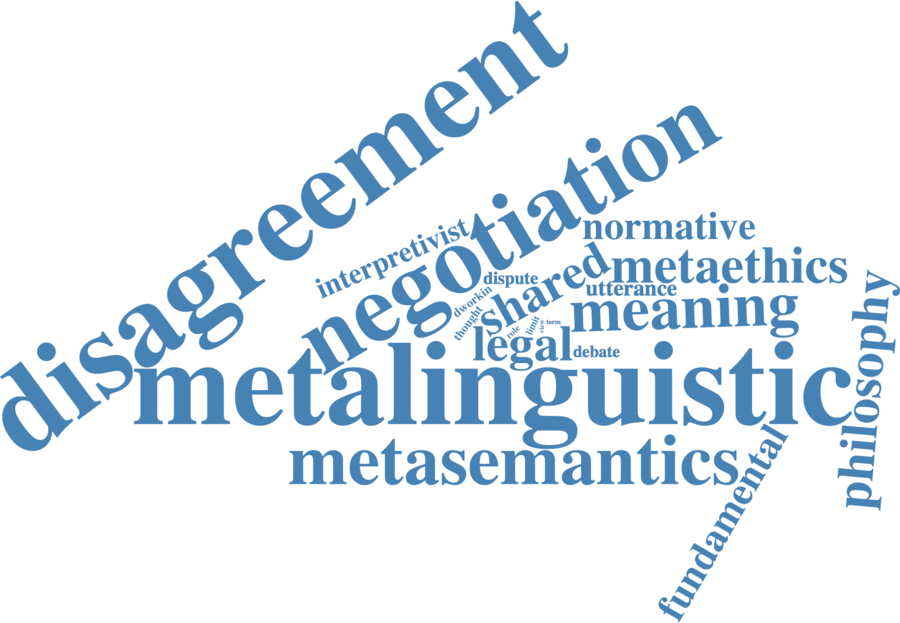 disagreement
negotiation
interpretivist
normative
dispute
shared
metaethics
utterance
dworkin
thought
role
limit
term
meaning
legal
debate
metalinguistic
philosophy
metasemantics
fundamental